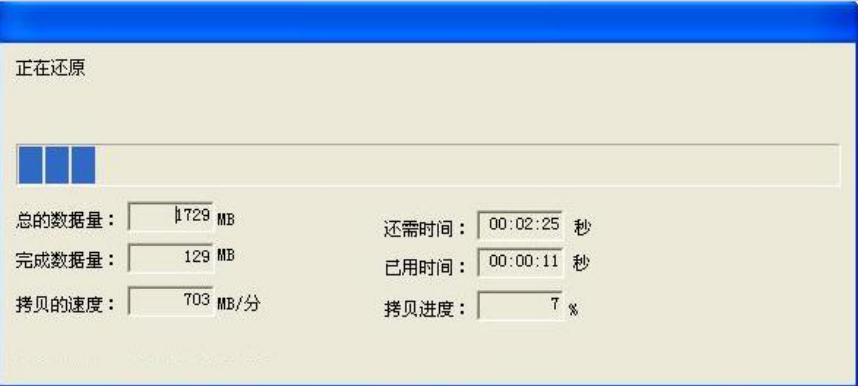 正在还原
总的数据量： 1729 MB
还需时间： 00:02:25 秒
完成数据量： 129 MB
已用时间： 00:00:11 秒
拷贝的速度： 703 MB/分
拷贝进度： 7 %